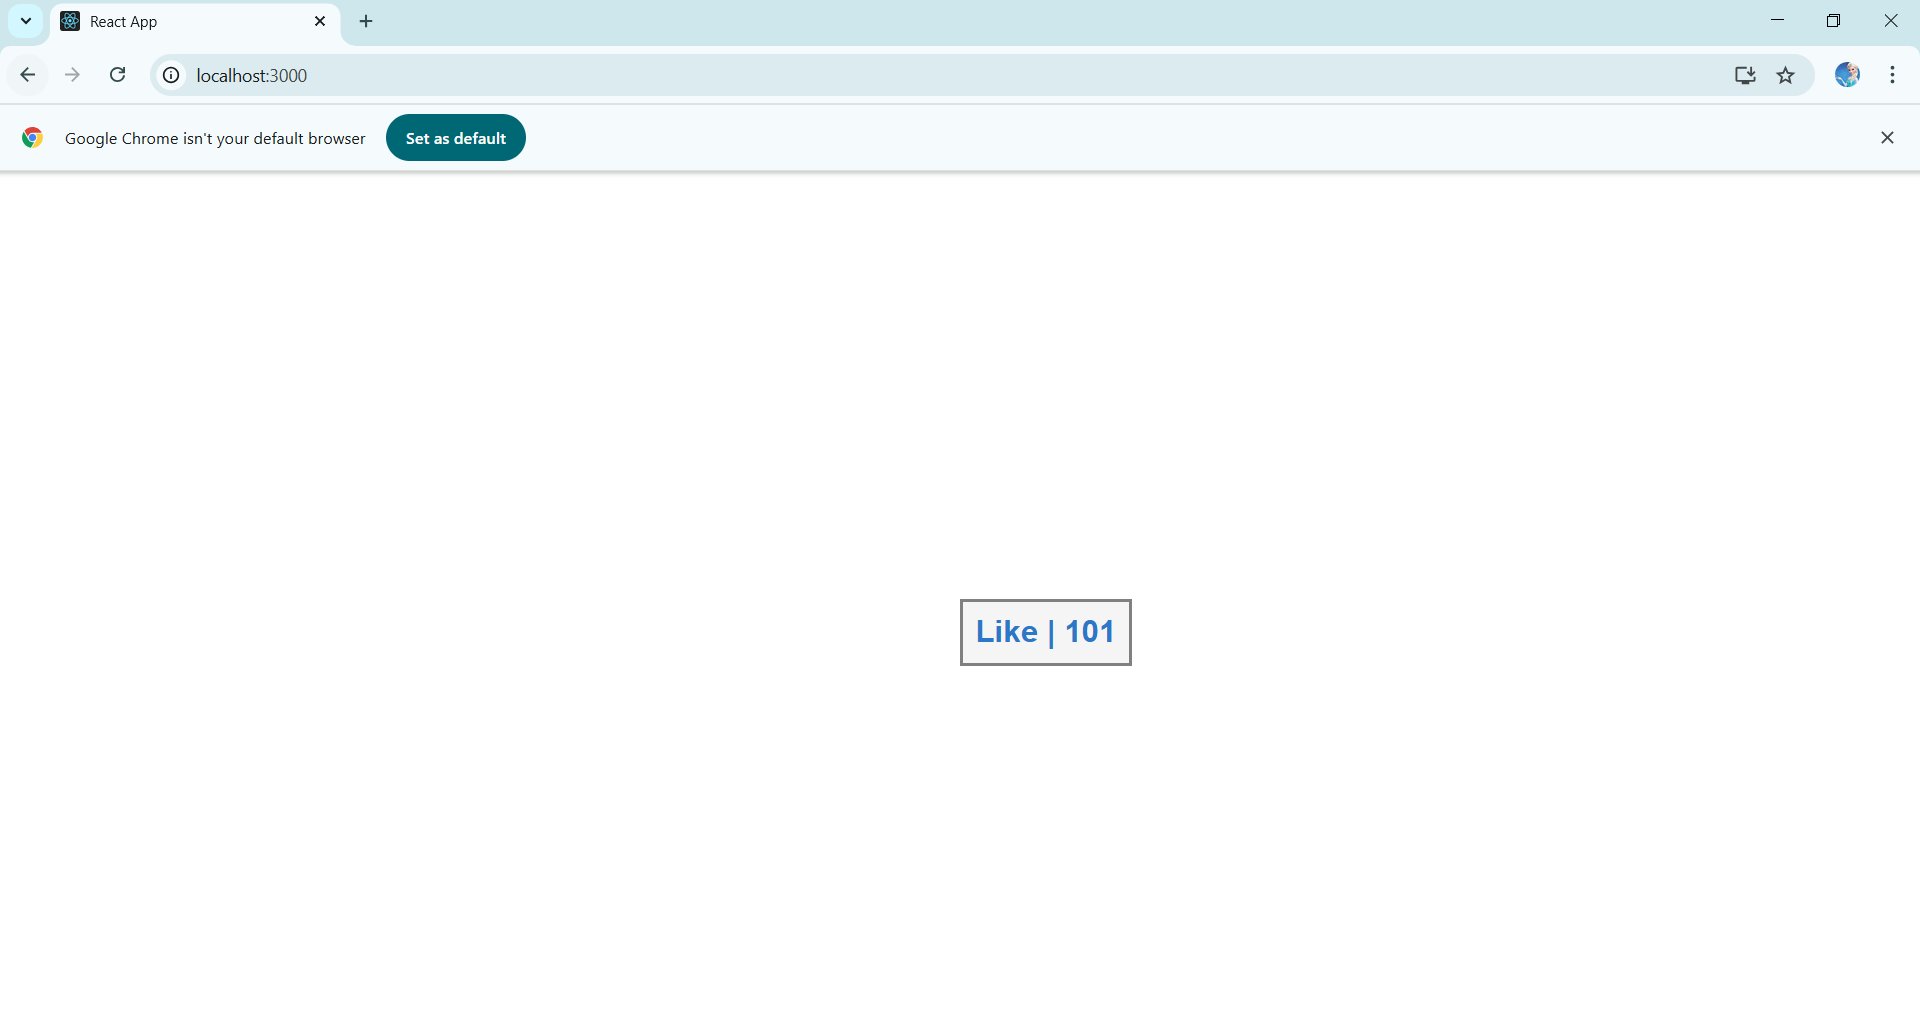 React App
localhost:3000
Google Chrome isn't your default browser
Set as default
Like | 101